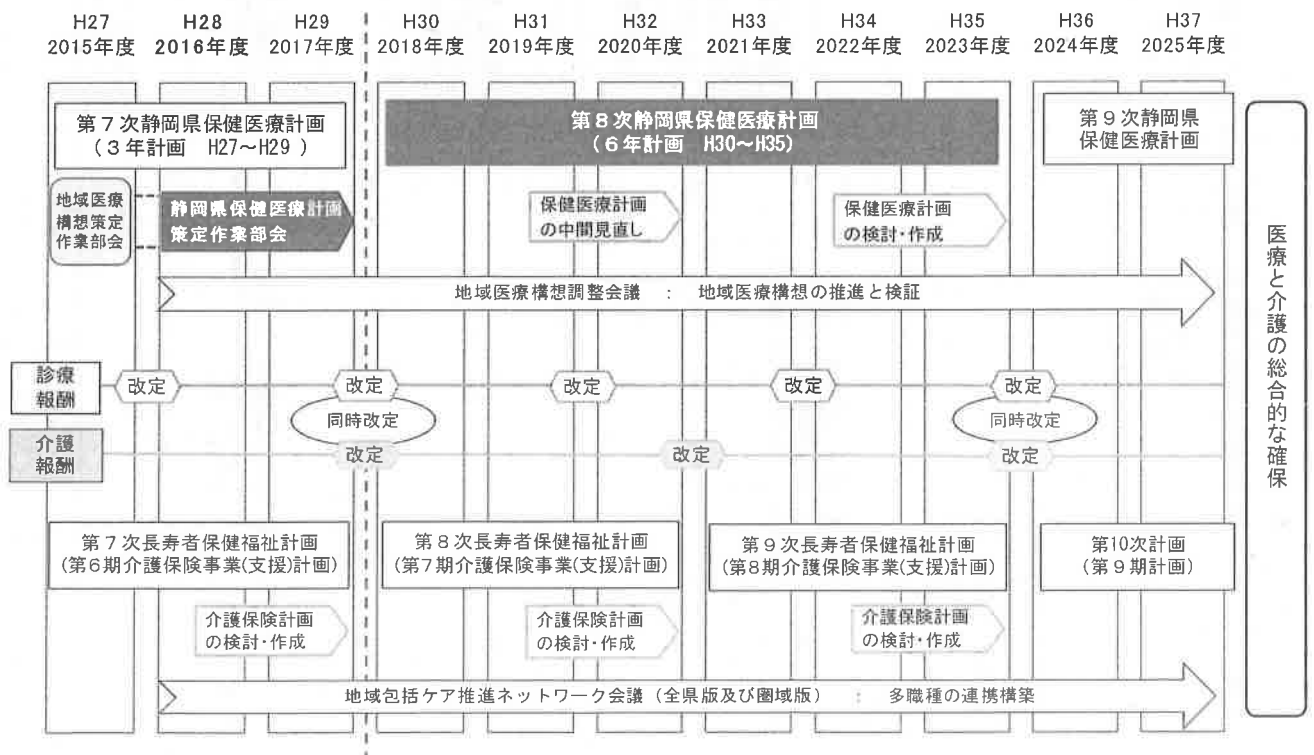 H27 H28 H29 H30 H31 H32 H33 H34 H35 H36 H37
2015年度 2016年度 2017年度 2018年度 2019年度 2020年度 2021年度 2022年度 2023年度 2024年度 2025年度
第7次静岡県保健医療計画
(3年計画 H27～H29 )
第8次静岡県保健医療計画
(6年計画 H30～H35)
第9次静岡県
保健医療計画
地域医療
構想策定
作業部会
静岡県保健医療計画
策定作業部会
保健医療計画
の中間見直し
保健医療計画
の検討・作成
地域医療構想調整会議 ： 地域医療構想の推進と検証
診療
報酬
改定 改定 改定 改定 改定
同時改定 同時改定
介護
報酬
改定 改定 改定
第7次長寿者保健福祉計画
(第6期介護保険事業(支援)計画)
第8次長寿者保健福祉計画
(第7期介護保険事業(支援)計画)
第9次長寿者保健福祉計画
(第8期介護保険事業(支援)計画)
第10次計画
(第9期計画)
介護保険計画
の検討・作成
介護保険計画
の検討・作成
介護保険計画
の検討・作成
地域包括ケア推進ネットワーク会議（全県版及び圏域版） ： 多職種の連携構築
医療と介護の総合的な確保